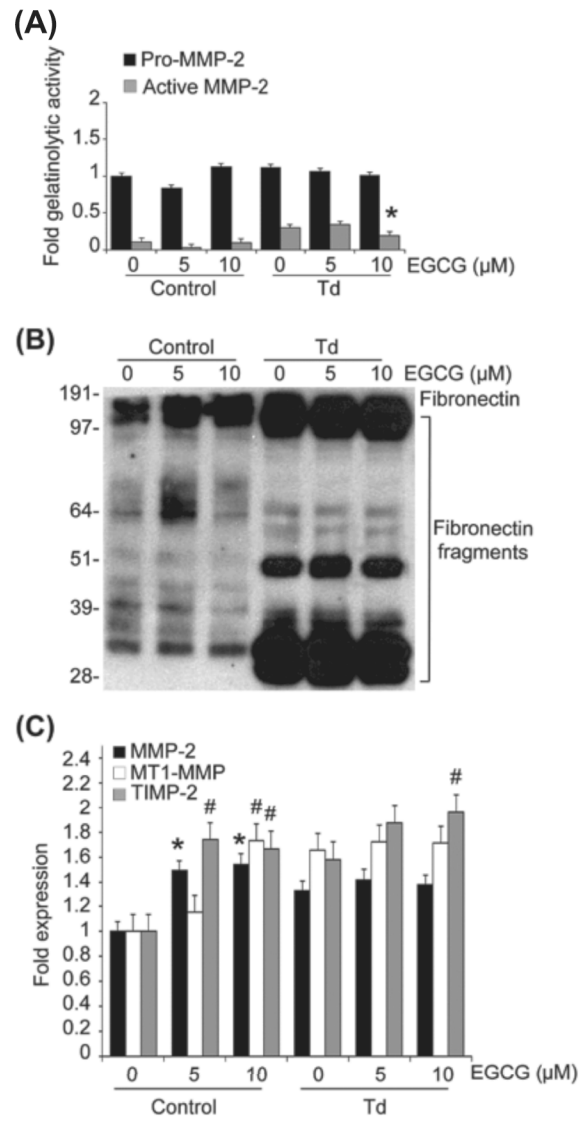 (A)
Pro-MMP-2
Active MMP-2
Fold gelatinolytic activity
2
1.5
1
0.5
0
*
0 5 10 0 5 10 EGCG (µM)
Control Td
(B)
Control Td
0 5 10 0 5 10 EGCG (µM)
191- Fibronectin
97-
64-
Fibronectin
fragments
51-
39-
28-
(C)
MMP-2
MT1-MMP
TIMP-2
Fold expression
2.4
2.2
2
1.8
1.6
1.4
1.2
1
0.8
0.6
0.4
0.2
0
* # * # # #
0 5 10 0 5 10 EGCG (µM)
Control Td